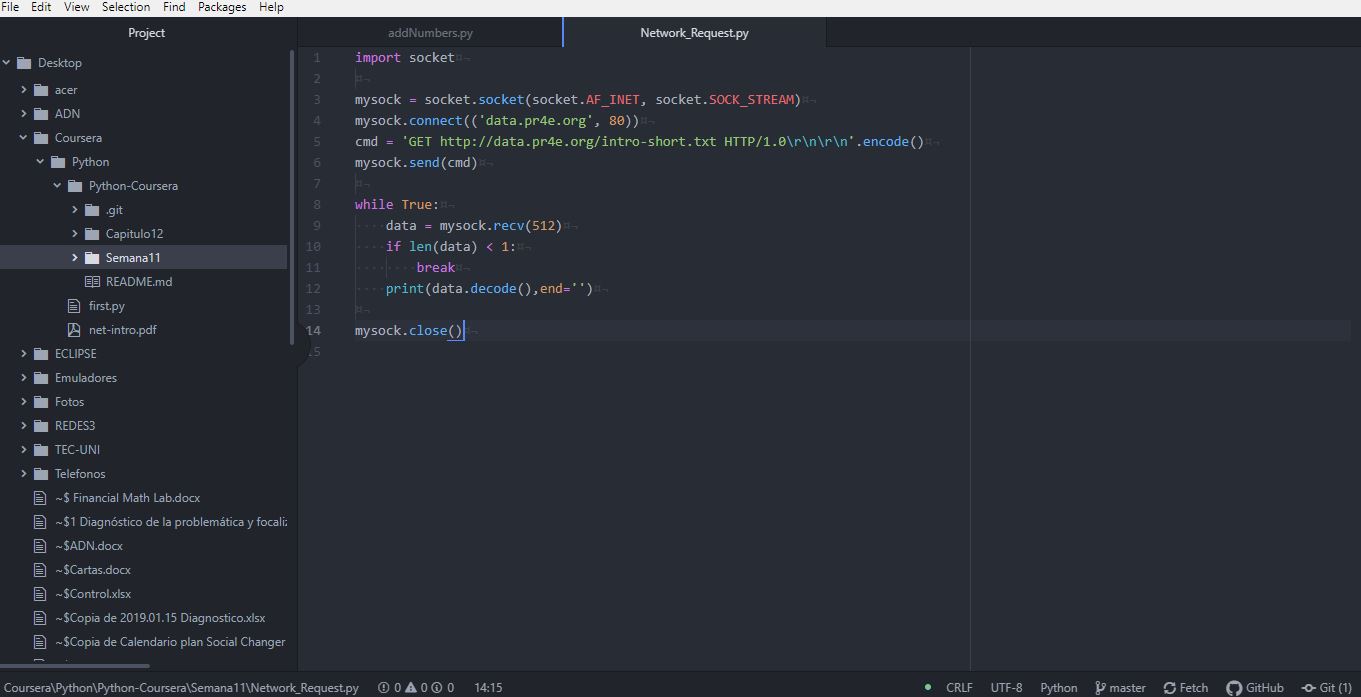 File Edit View Selection Find Packages Help
Project
addNumbers.py
Network_Request.py
Desktop
acer
ADN
Coursera
Python
Python-Coursera
.git
Capitulo12
Semana11
README.md
first.py
net-intro.pdf
ECLIPSE
Emuladores
Fotos
REDES3
TEC-UNI
Telefonos
~$ Financial Math Lab.docx
~$1 Diagnóstico de la problemática y focali
~$ADN.docx
~$Cartas.docx
~$Control.xlsx
~$Copia de 2019.01.15 Diagnostico.xlsx
~$Copia de Calendario plan Social Changer
1 import socket
2
3 mysock = socket.socket(socket.AF_INET, socket.SOCK_STREAM)
4 mysock.connect(('data.pr4e.org', 80))
5 cmd = 'GET http://data.pr4e.org/intro-short.txt HTTP/1.0\r\n\r\n'.encode()
6 mysock.send(cmd)
7
8 while True:
9     data = mysock.recv(512)
10     if len(data) < 1:
11         break
12     print(data.decode(),end='')
13
14 mysock.close()
15
Coursera\Python\Python-Coursera\Semana11\Network_Request.py 0 0 0 14:15 CRLF UTF-8 Python master Fetch GitHub Git (1)